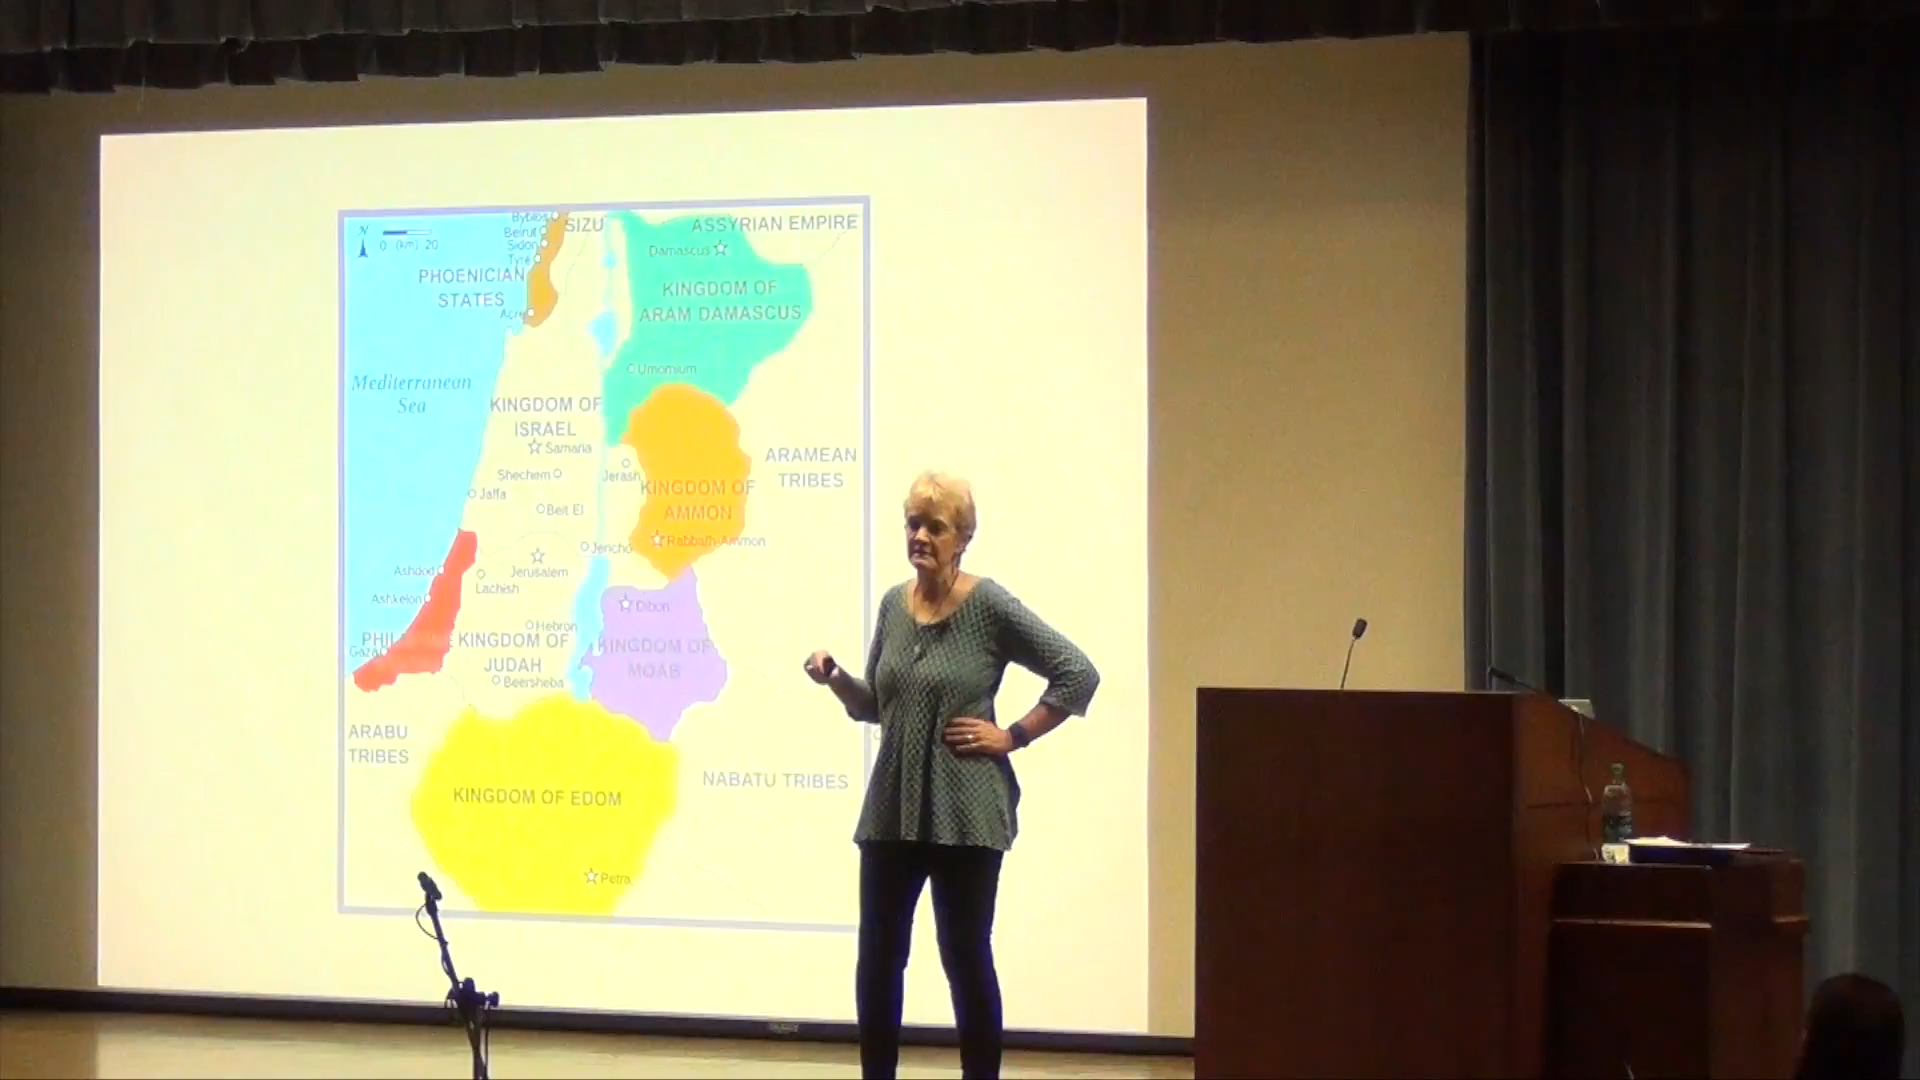 Byblos
SIZU
ASSYRIAN EMPIRE
N
Beirut
0 (km) 20
Sidon
Damascus
Tyre
PHOENICIAN
STATES
KINGDOM OF
ARAM DAMASCUS
Acre
Umomium
Mediterranean
Sea
KINGDOM OF
ISRAEL
Samaria
ARAMEAN
TRIBES
Shechem
Jerash
Jaffa
KINGDOM OF
AMMON
Beit El
Rabbath-Ammon
Jericho
Ashdod
Jerusalem
Lachish
Ashkelon
Dibon
Hebron
Gaza
KINGDOM OF
JUDAH
KINGDOM OF
MOAB
Beersheba
ARABU
TRIBES
NABATU TRIBES
KINGDOM OF EDOM
Petra